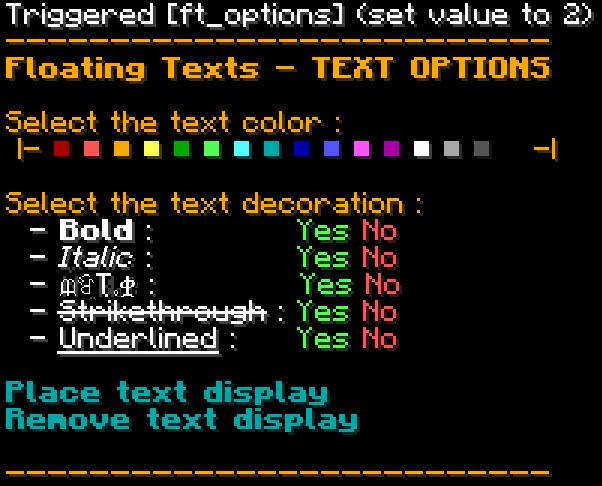 Triggered [ft_options] (set value to 2)
Floating Texts - TEXT OPTIONS
Select the text color :
|- ■ ■ ■ ■ ■ ■ ■ ■ ■ ■ ■ ■ ■ ■ ■ -|
Select the text decoration :
- Bold : Yes No
- Italic : Yes No
- : Yes No
- Strikethrough : Yes No
- Underlined : Yes No
Place text display
Remove text display